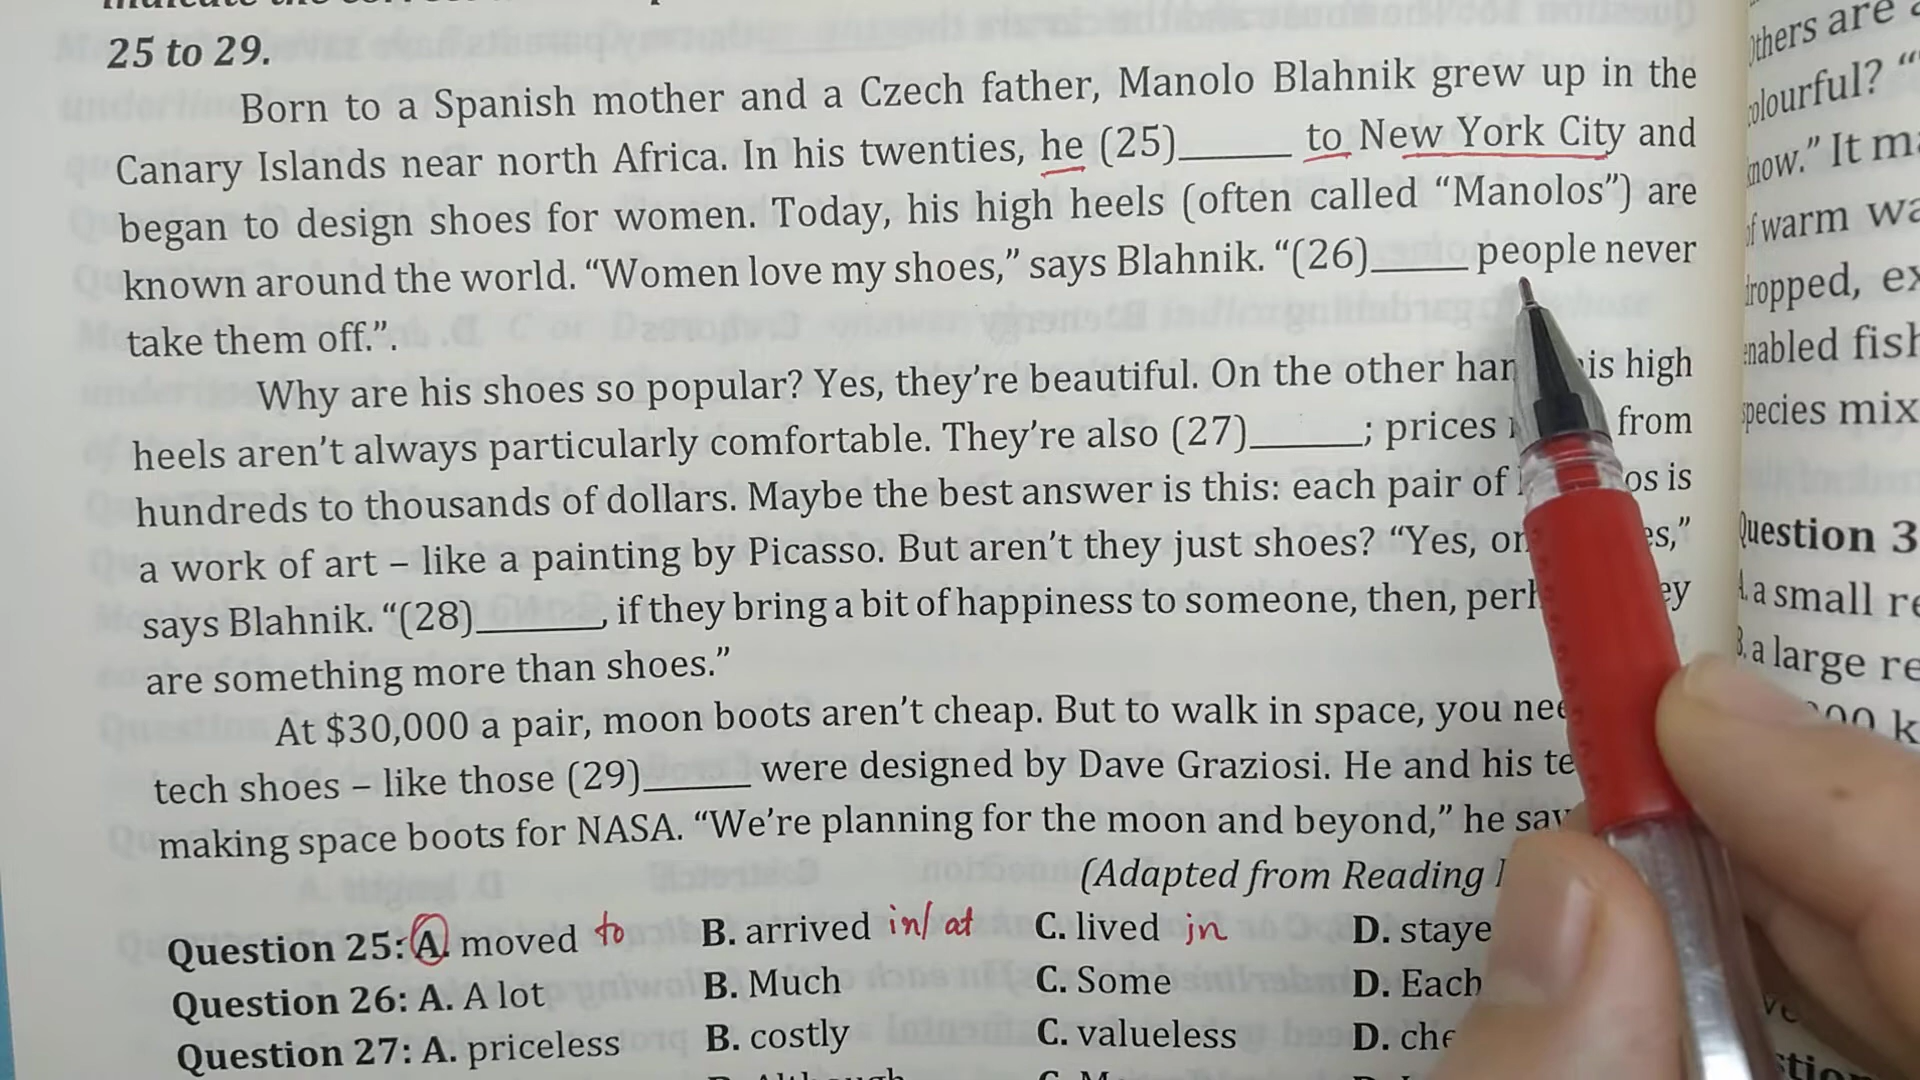 25 to 29.
Born to a Spanish mother and a Czech father, Manolo Blahnik grew up in the
Canary Islands near north Africa. In his twenties, he (25)______ to New York City and
began to design shoes for women. Today, his high heels (often called “Manolos”) are
known around the world. “Women love my shoes,” says Blahnik. “(26)_____ people never
take them off.”.
Why are his shoes so popular? Yes, they’re beautiful. On the other han is high
heels aren’t always particularly comfortable. They’re also (27)______; prices from
hundreds to thousands of dollars. Maybe the best answer is this: each pair of os is
a work of art – like a painting by Picasso. But aren’t they just shoes? “Yes, on es,”
says Blahnik. “(28)_______, if they bring a bit of happiness to someone, then, perh ey
are something more than shoes.”
At $30,000 a pair, moon boots aren’t cheap. But to walk in space, you nee
tech shoes – like those (29)______ were designed by Dave Graziosi. He and his te
making space boots for NASA. “We’re planning for the moon and beyond,” he say
(Adapted from Reading
Question 25: A. moved to B. arrived in/ at C. lived in D. staye
Question 26: A. A lot B. Much C. Some D. Each
Question 27: A. priceless B. costly C. valueless D. che
thers are
olourful? “
now.” It m
f warm wa
ropped, ex
nabled fish
species mix
Question 3
A. a small re
B. a large re
00 k